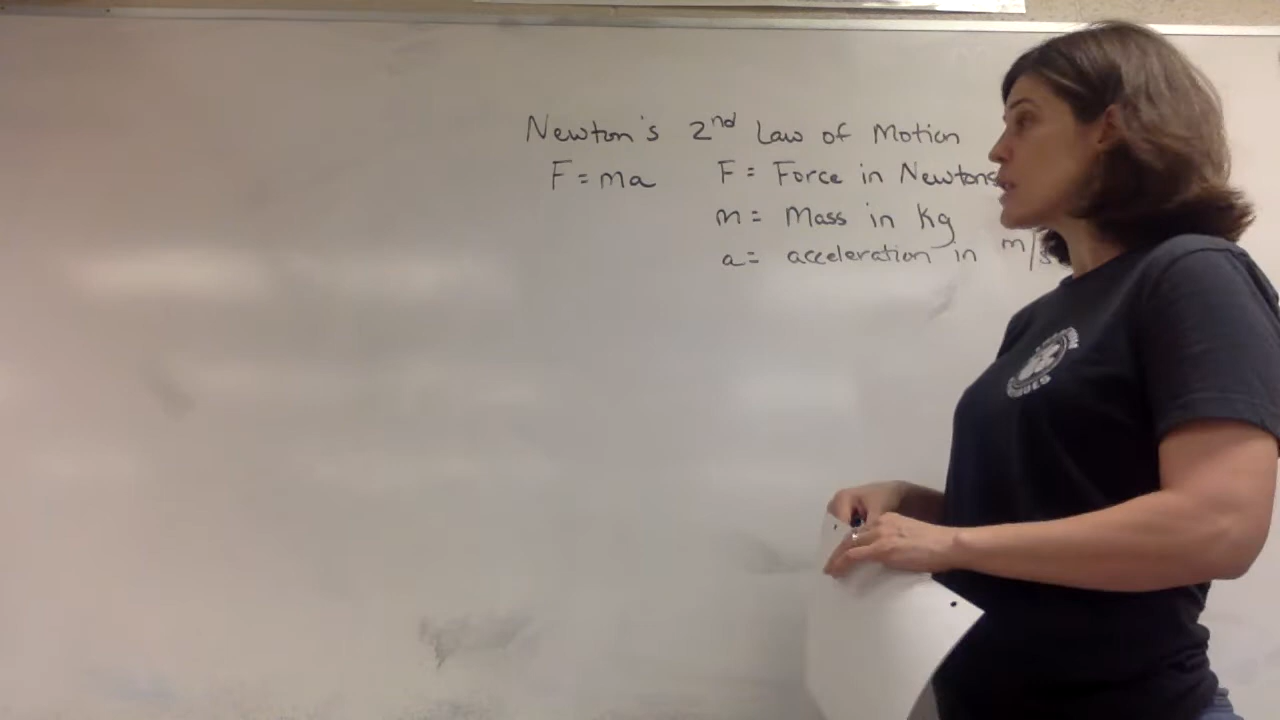 Newton's 2nd Law of Motion
F = ma F = Force in Newtons
m = Mass in Kg
a = acceleration in m/s